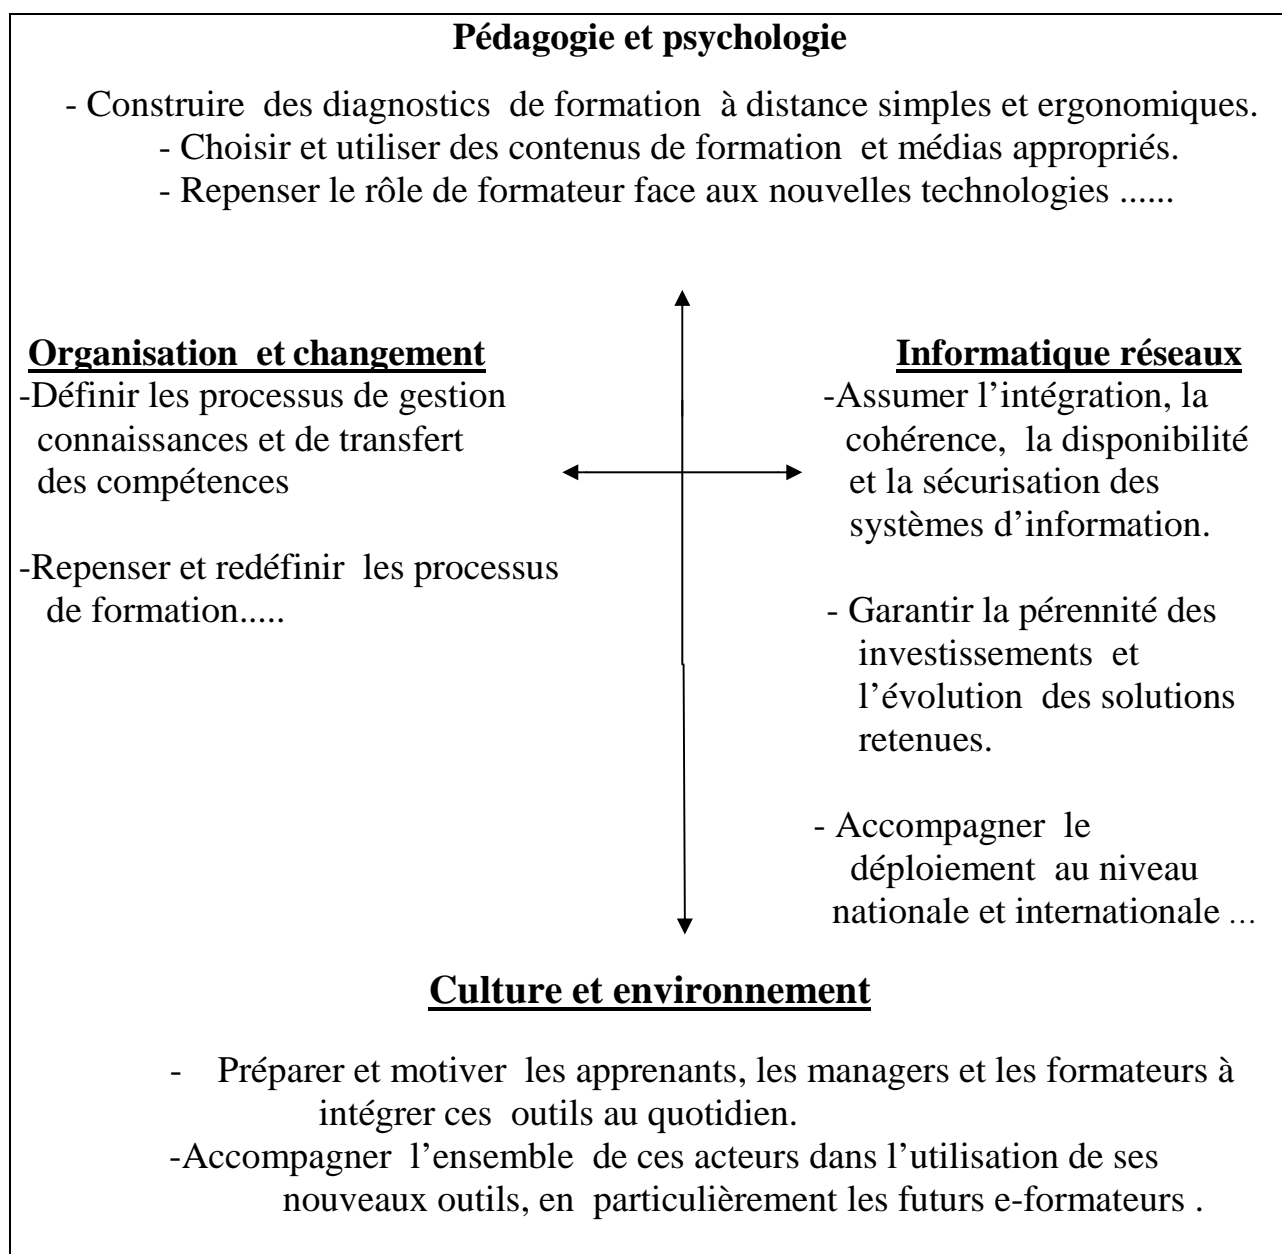 Pédagogie et psychologie
- Construire des diagnostics de formation à distance simples et ergonomiques.
- Choisir et utiliser des contenus de formation et médias appropriés.
- Repenser le rôle de formateur face aux nouvelles technologies ......
Organisation et changement
-Définir les processus de gestion
connaissances et de transfert
des compétences
-Repenser et redéfinir les processus
de formation.....
Informatique réseaux
-Assumer l’intégration, la
cohérence, la disponibilité
et la sécurisation des
systèmes d’information.
- Garantir la pérennité des
investissements et
l’évolution des solutions
retenues.
- Accompagner le
déploiement au niveau
nationale et internationale ...
Culture et environnement
- Préparer et motiver les apprenants, les managers et les formateurs à
intégrer ces outils au quotidien.
-Accompagner l’ensemble de ces acteurs dans l’utilisation de ses
nouveaux outils, en particulièrement les futurs e-formateurs .